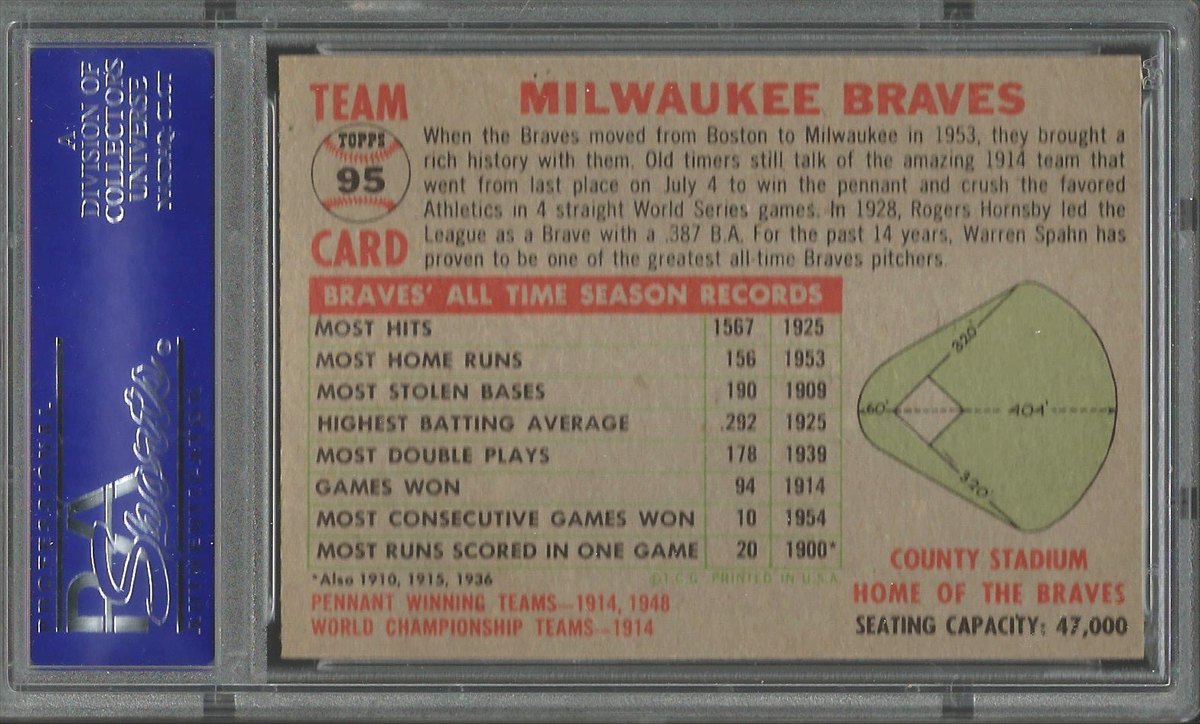 A
DIVISION OF
COLLECTORS
UNIVERSE
NASDAQ: CLCT
PROFESSIONAL
PSA
Sports
©
AUTHENTICATOR
TEAM
TOPPS
95
CARD
MILWAUKEE BRAVES
When the Braves moved from Boston to Milwaukee in 1953, they brought a
rich history with them. Old timers still talk of the amazing 1914 team that
went from last place on July 4 to win the pennant and crush the favored
Athletics in 4 straight World Series games. In 1928, Rogers Hornsby led the
League as a Brave with a .387 B.A. For the past 14 years, Warren Spahn has
proven to be one of the greatest all-time Braves pitchers.
BRAVES' ALL TIME SEASON RECORDS
MOST HITS 1567 1925
MOST HOME RUNS 156 1953
MOST STOLEN BASES 190 1909
HIGHEST BATTING AVERAGE .292 1925
MOST DOUBLE PLAYS 178 1939
GAMES WON 94 1914
MOST CONSECUTIVE GAMES WON 10 1954
MOST RUNS SCORED IN ONE GAME 20 1900*
*Also 1910, 1915, 1936
©T.C.G. PRINTED IN U.S.A.
PENNANT WINNING TEAMS—1914, 1948
WORLD CHAMPIONSHIP TEAMS—1914
320'
60'
404'
320'
COUNTY STADIUM
HOME OF THE BRAVES
SEATING CAPACITY: 47,000